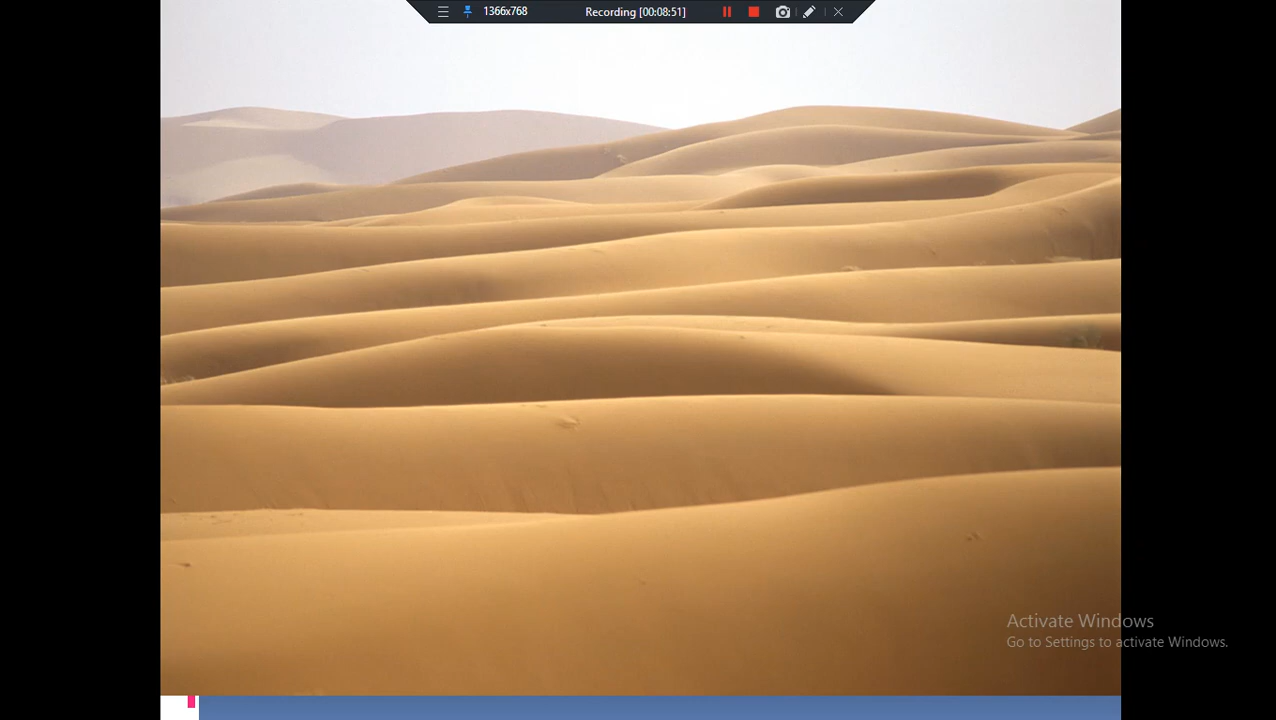 1366x768 Recording [00:08:51]
Activate Windows
Go to Settings to activate Windows.